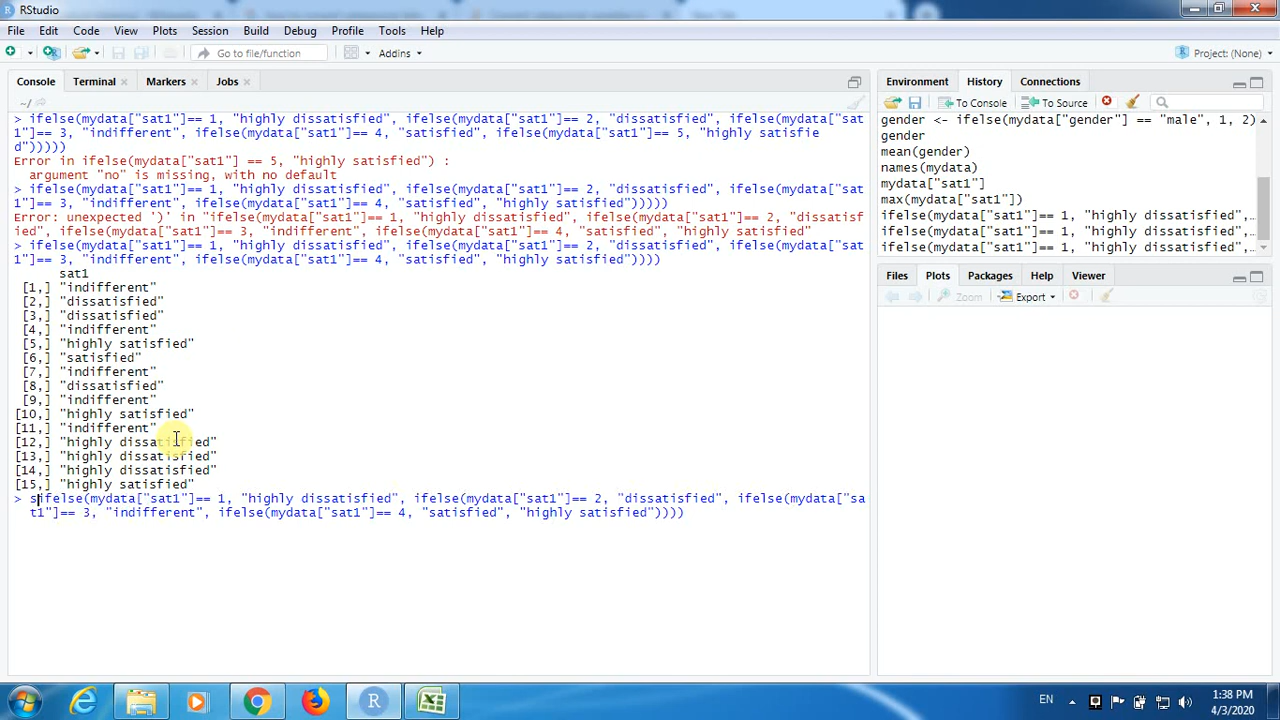 RStudio
File Edit Code View Plots Session Build Debug Profile Tools Help
Go to file/function Addins Project: (None)
Console Terminal Markers Jobs
~/
> ifelse(mydata["sat1"]== 1, "highly dissatisfied", ifelse(mydata["sat1"]== 2, "dissatisfied", ifelse(mydata["sat
1"]== 3, "indifferent", ifelse(mydata["sat1"]== 4, "satisfied", ifelse(mydata["sat1"]== 5, "highly satisfie
d")))))
Error in ifelse(mydata["sat1"] == 5, "highly satisfied") :
argument "no" is missing, with no default
> ifelse(mydata["sat1"]== 1, "highly dissatisfied", ifelse(mydata["sat1"]== 2, "dissatisfied", ifelse(mydata["sat
1"]== 3, "indifferent", ifelse(mydata["sat1"]== 4, "satisfied", "highly satisfied")))))
Error: unexpected ')' in "ifelse(mydata["sat1"]== 1, "highly dissatisfied", ifelse(mydata["sat1"]== 2, "dissatisf
ied", ifelse(mydata["sat1"]== 3, "indifferent", ifelse(mydata["sat1"]== 4, "satisfied", "highly satisfied"
> ifelse(mydata["sat1"]== 1, "highly dissatisfied", ifelse(mydata["sat1"]== 2, "dissatisfied", ifelse(mydata["sat
1"]== 3, "indifferent", ifelse(mydata["sat1"]== 4, "satisfied", "highly satisfied"))))
sat1
[1,] "indifferent"
[2,] "dissatisfied"
[3,] "dissatisfied"
[4,] "indifferent"
[5,] "highly satisfied"
[6,] "satisfied"
[7,] "indifferent"
[8,] "dissatisfied"
[9,] "indifferent"
[10,] "highly satisfied"
[11,] "indifferent"
[12,] "highly dissatisfied"
[13,] "highly dissatisfied"
[14,] "highly dissatisfied"
[15,] "highly satisfied"
> sifelse(mydata["sat1"]== 1, "highly dissatisfied", ifelse(mydata["sat1"]== 2, "dissatisfied", ifelse(mydata["sa
t1"]== 3, "indifferent", ifelse(mydata["sat1"]== 4, "satisfied", "highly satisfied"))))
Environment History Connections
To Console To Source
gender <- ifelse(mydata["gender"] == "male", 1, 2)
gender
mean(gender)
names(mydata)
mydata["sat1"]
max(mydata["sat1"])
ifelse(mydata["sat1"]== 1, "highly dissatisfied",…
ifelse(mydata["sat1"]== 1, "highly dissatisfied",…
ifelse(mydata["sat1"]== 1, "highly dissatisfied",…
Files Plots Packages Help Viewer
Zoom Export
EN 1:38 PM
4/3/2020